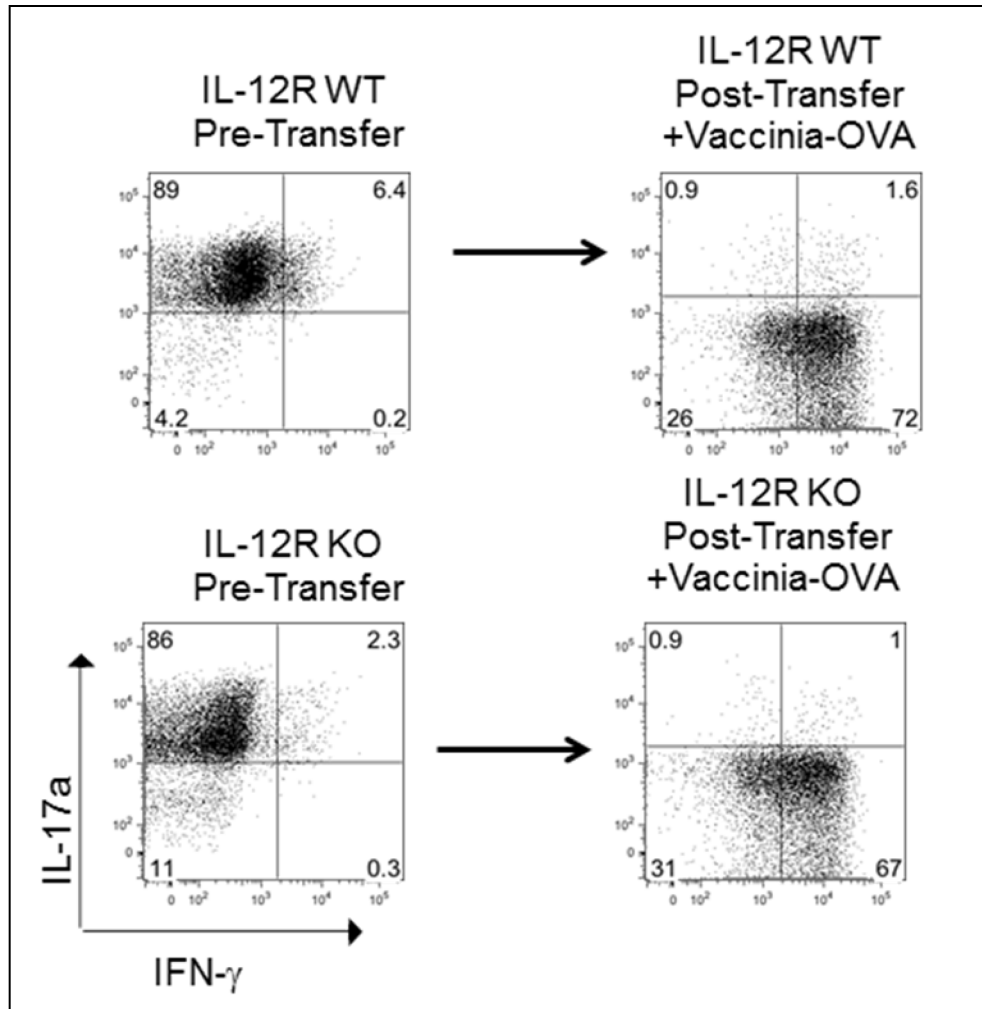 IL-12R WT
Pre-Transfer
IL-12R WT
Post-Transfer
+Vaccinia-OVA
89 6.4
10⁵
10⁴
10³
10²
0
4.2 0.2
0 10² 10³ 10⁴ 10⁵
0.9 1.6
10⁵
10⁴
10³
10²
0
26 72
0 10² 10³ 10⁴ 10⁵
IL-12R KO
Pre-Transfer
IL-12R KO
Post-Transfer
+Vaccinia-OVA
86 2.3
10⁵
10⁴
10³
10²
0
11 0.3
0 10² 10³ 10⁴ 10⁵
0.9 1
10⁵
10⁴
10³
10²
0
31 67
0 10² 10³ 10⁴ 10⁵
IL-17a
IFN-γ